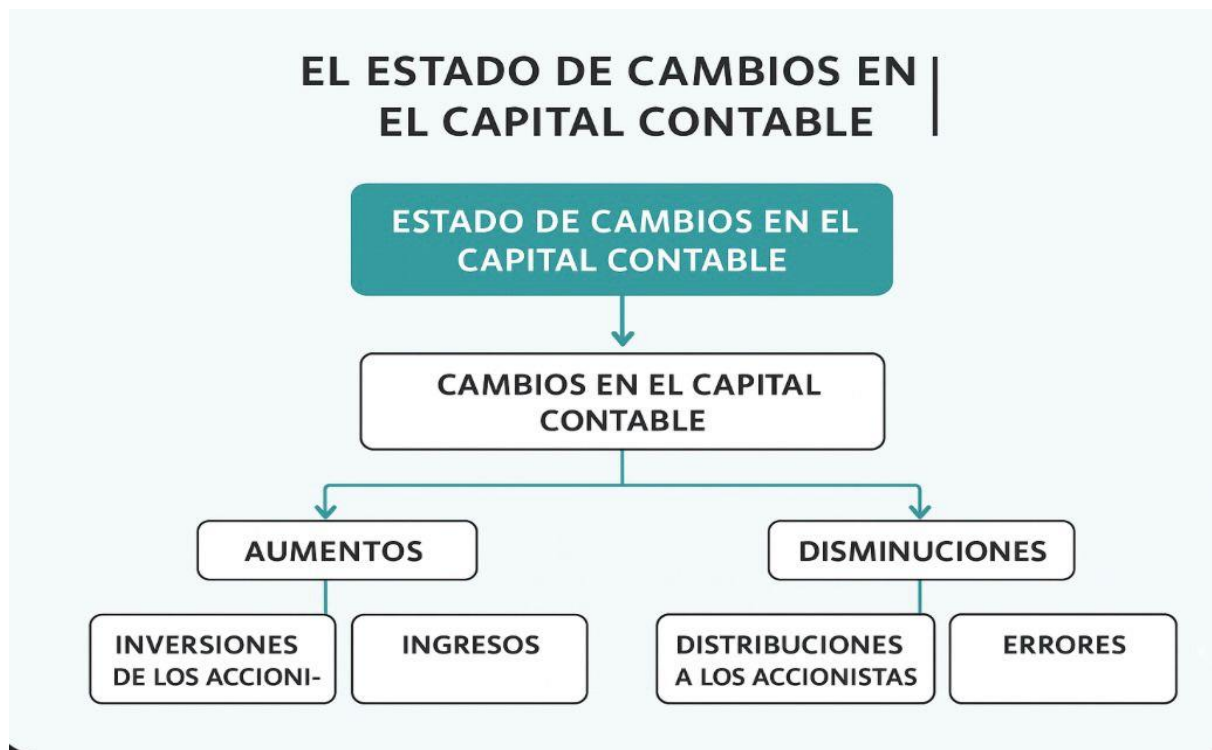 EL ESTADO DE CAMBIOS EN
EL CAPITAL CONTABLE
ESTADO DE CAMBIOS EN EL
CAPITAL CONTABLE
CAMBIOS EN EL CAPITAL
CONTABLE
AUMENTOS
DISMINUCIONES
INVERSIONES
DE LOS ACCIONI-
INGRESOS
DISTRIBUCIONES
A LOS ACCIONISTAS
ERRORES